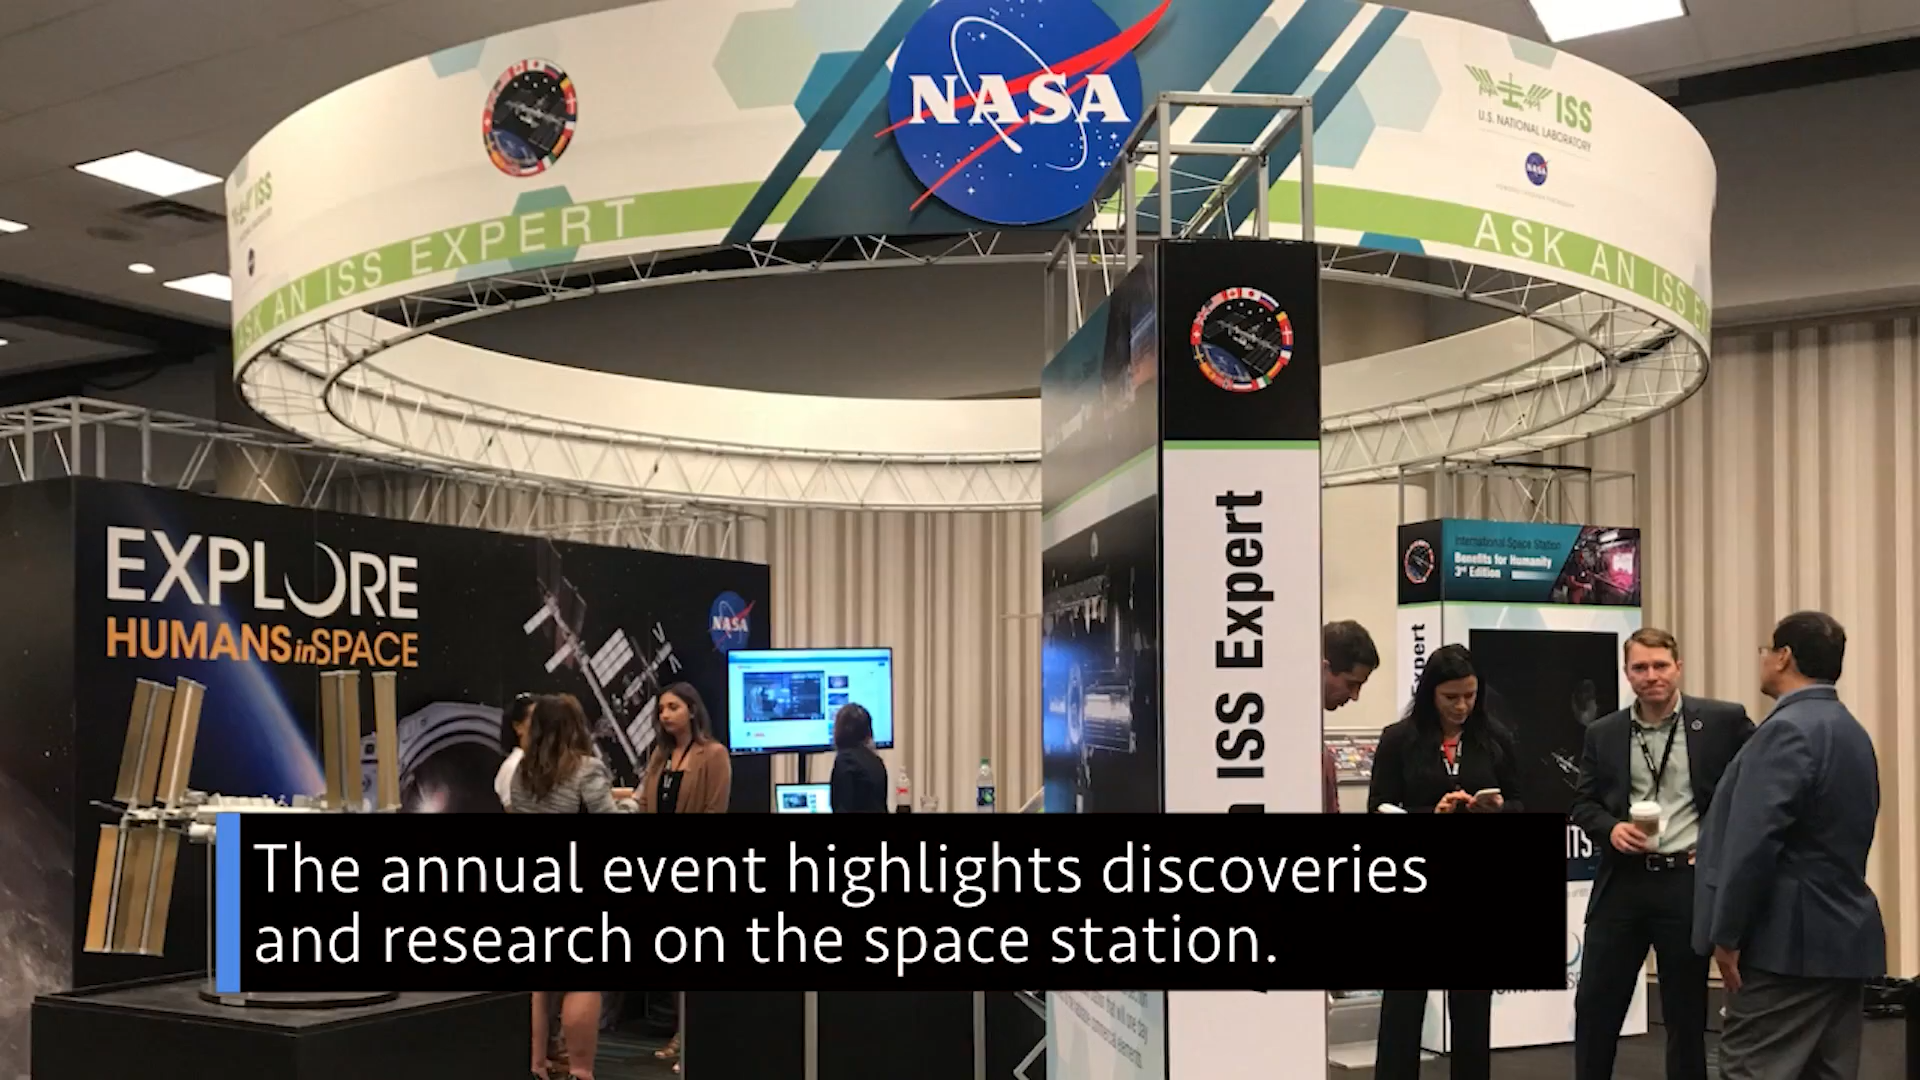 NASA
ISS
U.S. NATIONAL LABORATORY
NASA
ISS
ASK AN ISS EXPERT
ASK AN ISS E
EXPLORE
HUMANS in SPACE
NASA
ISS Expert
International Space Station
Benefits for Humanity
3rd Edition
xpert
The annual event highlights discoveries
and research on the space station.